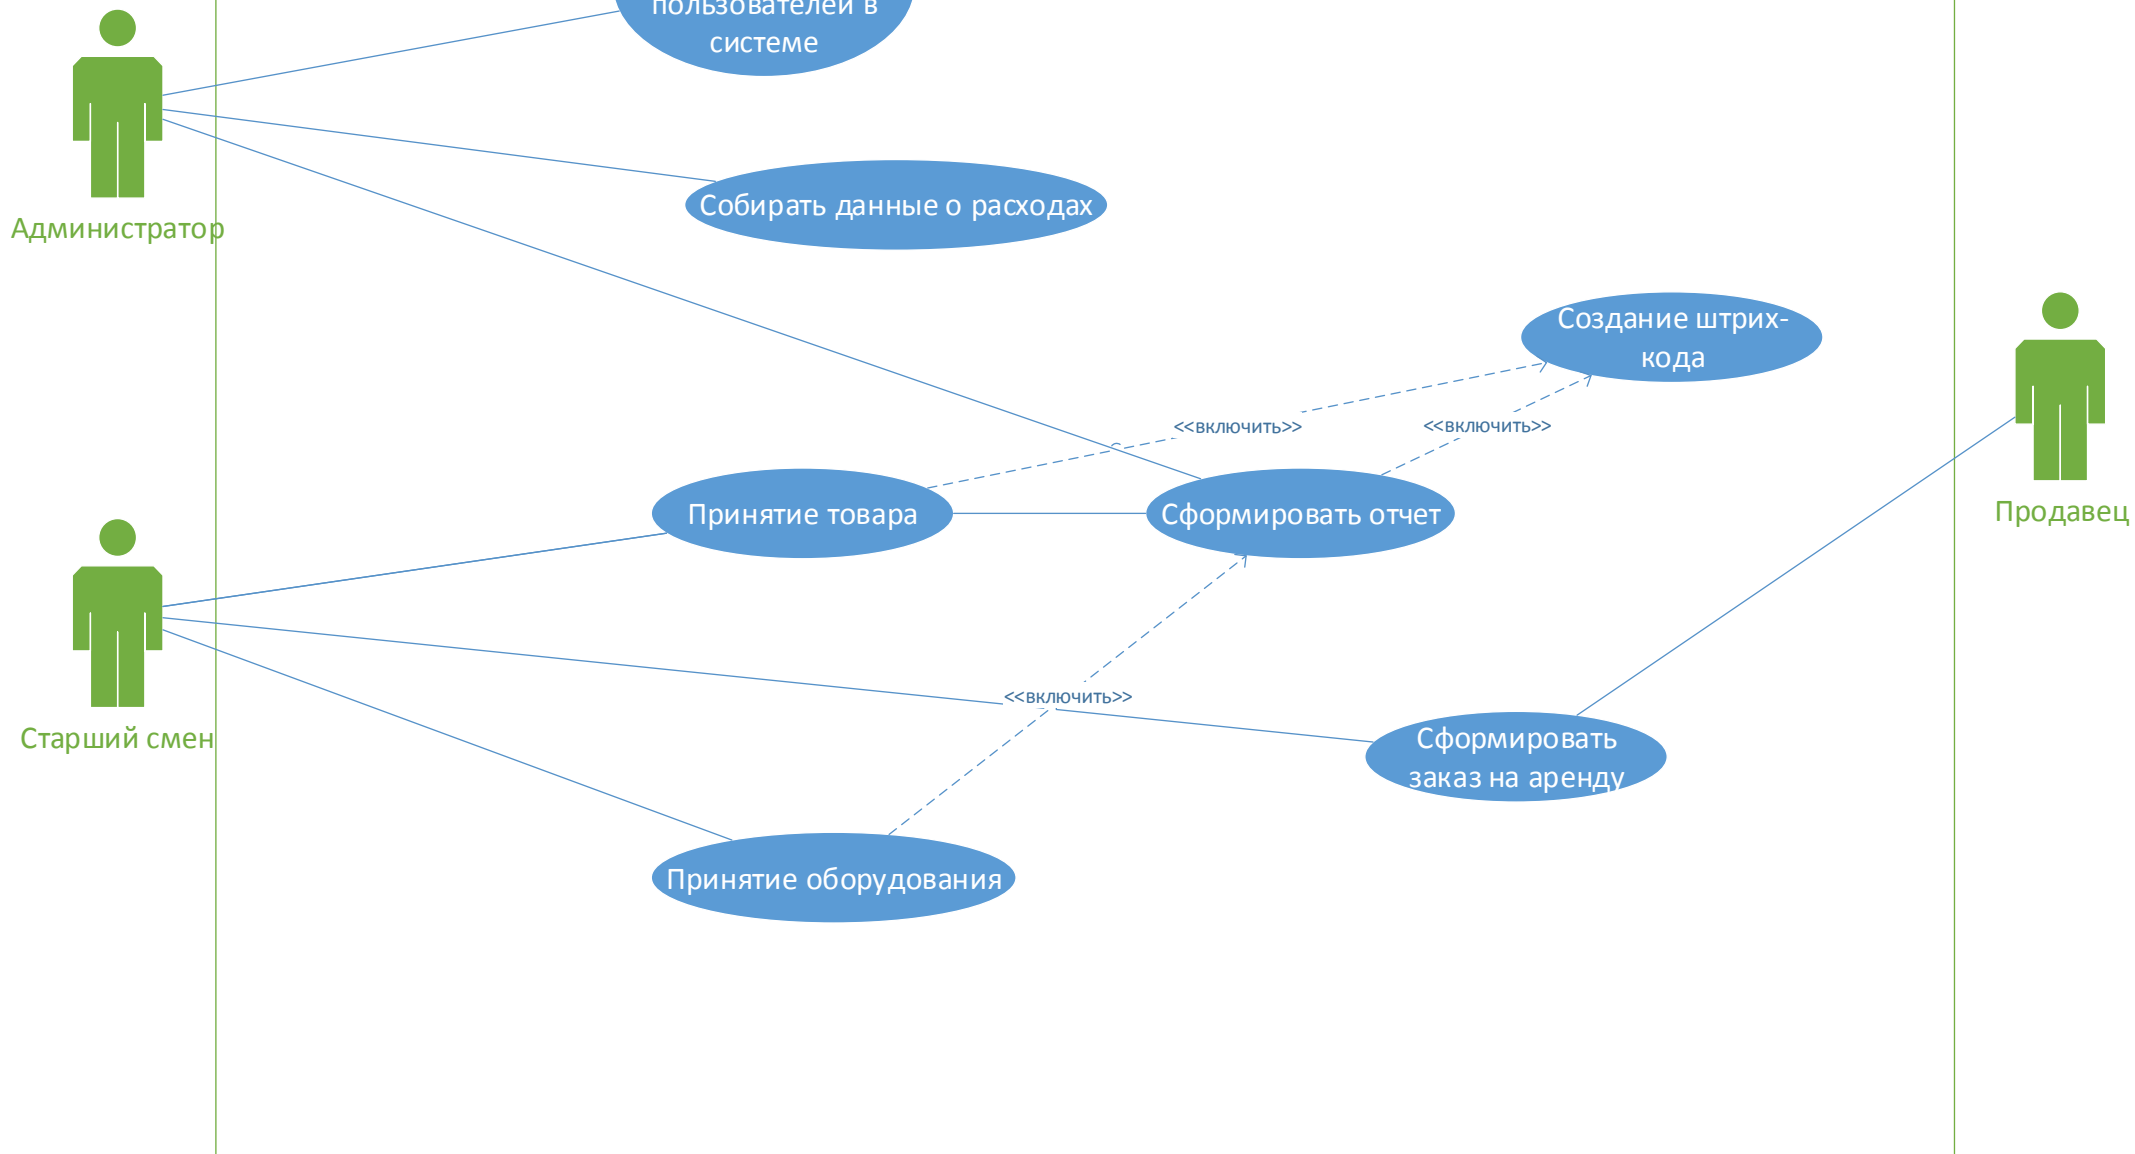 пользователей в
системе
Администратор
Собирать данные о расходах
Создание штрих-
кода
<<включить>>
<<включить>>
Принятие товара
Сформировать отчет
Продавец
<<включить>>
Старший смен
Сформировать
заказ на аренду
Принятие оборудования